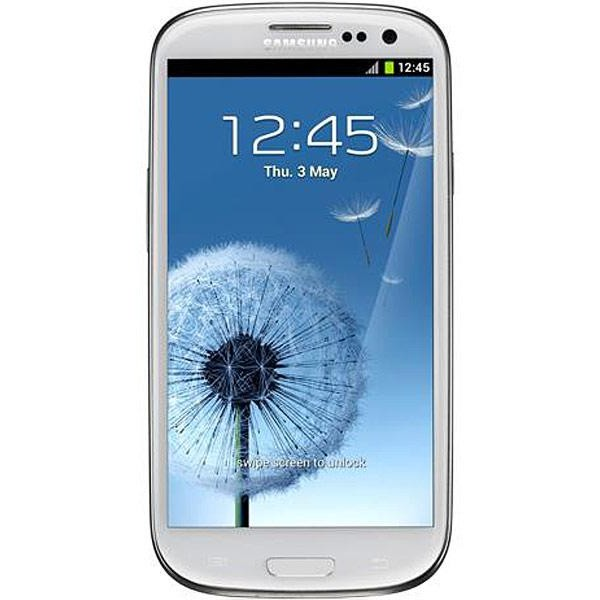 SAMSUNG
12:45
12:45
Thu. 3 May
swipe screen to unlock